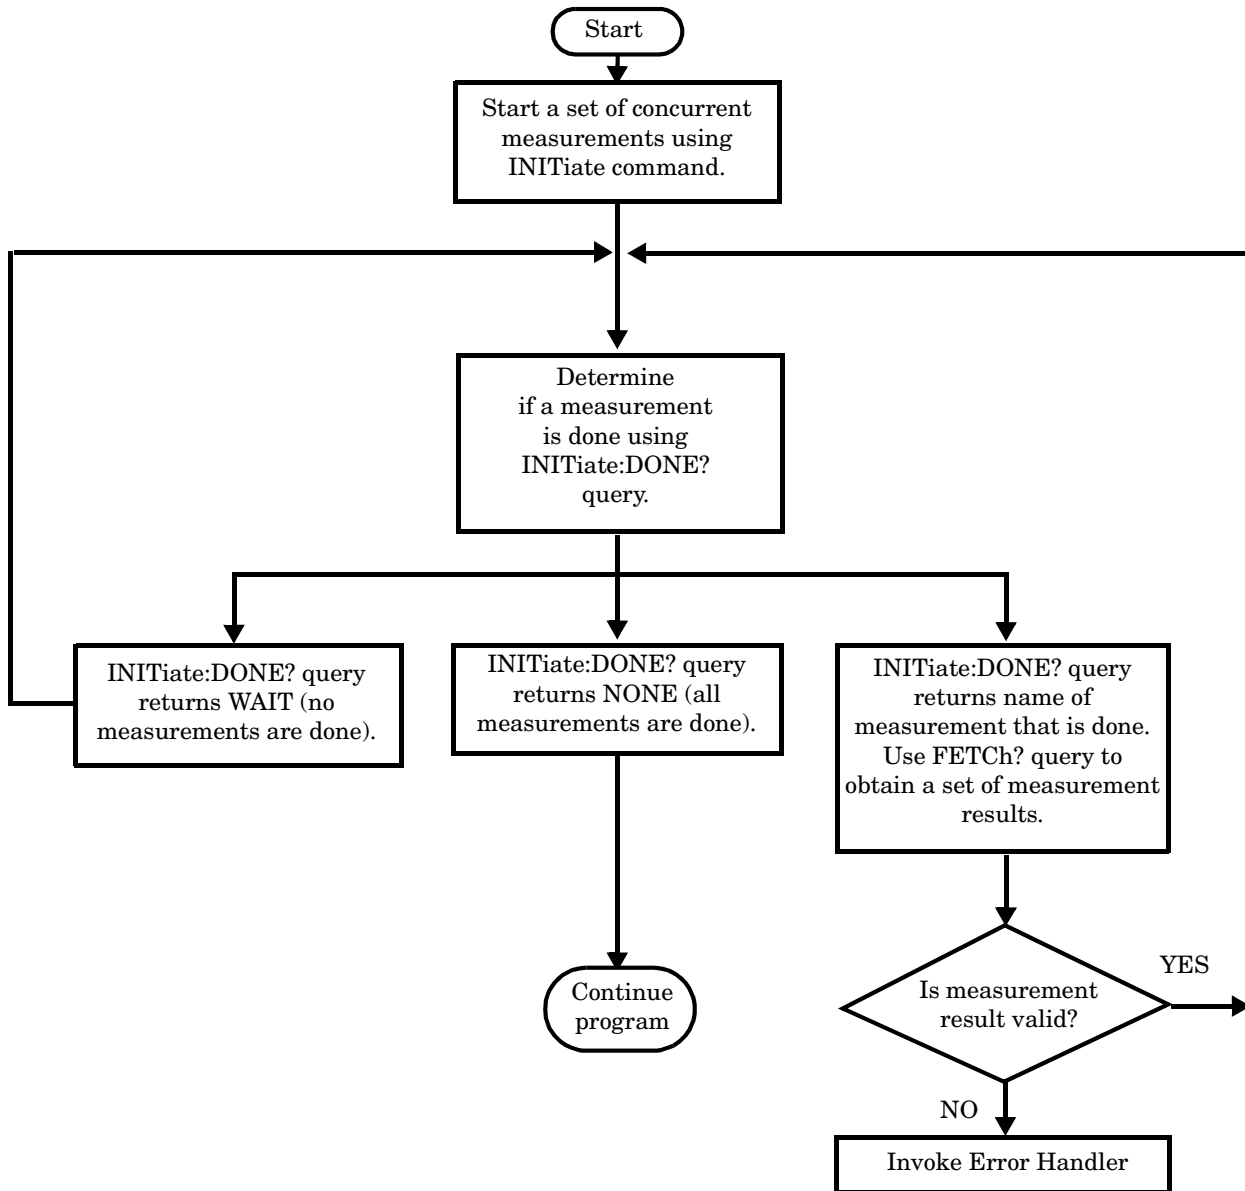 Start
Start a set of concurrent
measurements using
INITiate command.
Determine
if a measurement
is done using
INITiate:DONE?
query.
INITiate:DONE? query
returns WAIT (no
measurements are done).
INITiate:DONE? query
returns NONE (all
measurements are done).
INITiate:DONE? query
returns name of
measurement that is done.
Use FETCh? query to
obtain a set of measurement
results.
Continue
program
Is measurement
result valid?
YES
NO
Invoke Error Handler